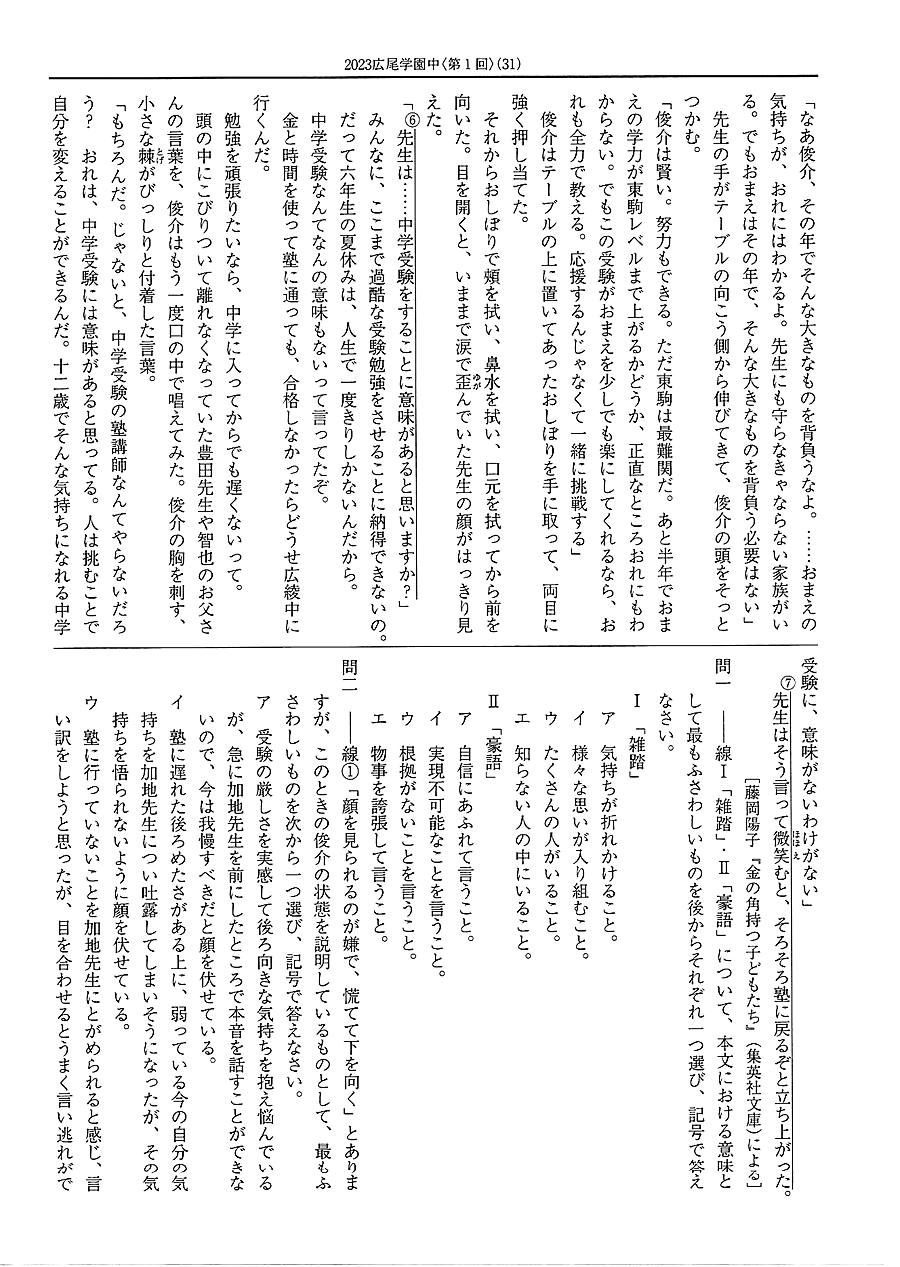 2023広尾学園中〈第1回〉(31)
「なあ俊介、その年でそんな大きなものを背負うなよ。……おまえの
気持ちが、おれにはわかるよ。先生にも守らなきゃならない家族がい
る。でもおまえはその年で、そんな大きなものを背負う必要はない」
先生の手がテーブルの向こう側から伸びてきて、俊介の頭をそっと
つかむ。
「俊介は賢い。努力もできる。ただ東駒は最難関だ。あと半年でおま
えの学力が東駒レベルまで上がるかどうか、正直なところおれにもわ
からない。でもこの受験がおまえを少しでも楽にしてくれるなら、お
れも全力で教える。応援するんじゃなくて一緒に挑戦する」
俊介はテーブルの上に置いてあったおしぼりを手に取って、両目に
強く押し当てた。
それからおしぼりで頰を拭い、鼻水を拭い、口元を拭ってから前を
向いた。目を開くと、いままで涙で歪んでいた先生の顔がはっきり見
ゆが
えた。
「⑥先生は……中学受験をすることに意味があると思いますか?」
みんなに、ここまで過酷な受験勉強をさせることに納得できないの。
だって六年生の夏休みは、人生で一度きりしかないんだから。
中学受験なんてなんの意味もないって言ってたぞ。
金と時間を使って塾に通っても、合格しなかったらどうせ広綾中に
行くんだ。
勉強を頑張りたいなら、中学に入ってからでも遅くないって。
頭の中にこびりついて離れなくなっていた豊田先生や智也のお父さ
んの言葉を、俊介はもう一度口の中で唱えてみた。俊介の胸を刺す、
小さな棘がびっしりと付着した言葉。
とげ
「もちろんだ。じゃないと、中学受験の塾講師なんてやらないだろ
う? おれは、中学受験には意味があると思ってる。人は挑むことで
自分を変えることができるんだ。十二歳でそんな気持ちになれる中学
受験に、意味がないわけがない」
⑦先生はそう言って微笑むと、そろそろ塾に戻るぞと立ち上がった。
ほほえ
[藤岡陽子『金の角持つ子どもたち』(集英社文庫)による]
問一 ――線Ⅰ「雑踏」・Ⅱ「豪語」について、本文における意味と
して最もふさわしいものを後からそれぞれ一つ選び、記号で答え
なさい。
Ⅰ 「雑踏」
ア 気持ちが折れかけること。
イ 様々な思いが入り組むこと。
ウ たくさんの人がいること。
エ 知らない人の中にいること。
Ⅱ 「豪語」
ア 自信にあふれて言うこと。
イ 実現不可能なことを言うこと。
ウ 根拠がないことを言うこと。
エ 物事を誇張して言うこと。
問二 ――線①「顔を見られるのが嫌で、慌てて下を向く」とありま
すが、このときの俊介の状態を説明しているものとして、最もふ
さわしいものを次から一つ選び、記号で答えなさい。
ア 受験の厳しさを実感して後ろ向きな気持ちを抱え悩んでいる
が、急に加地先生を前にしたところで本音を話すことができな
いので、今は我慢すべきだと顔を伏せている。
イ 塾に遅れた後ろめたさがある上に、弱っている今の自分の気
持ちを加地先生につい吐露してしまいそうになったが、その気
持ちを悟られないように顔を伏せている。
ウ 塾に行っていないことを加地先生にとがめられると感じ、言
い訳をしようと思ったが、目を合わせるとうまく言い逃れがで